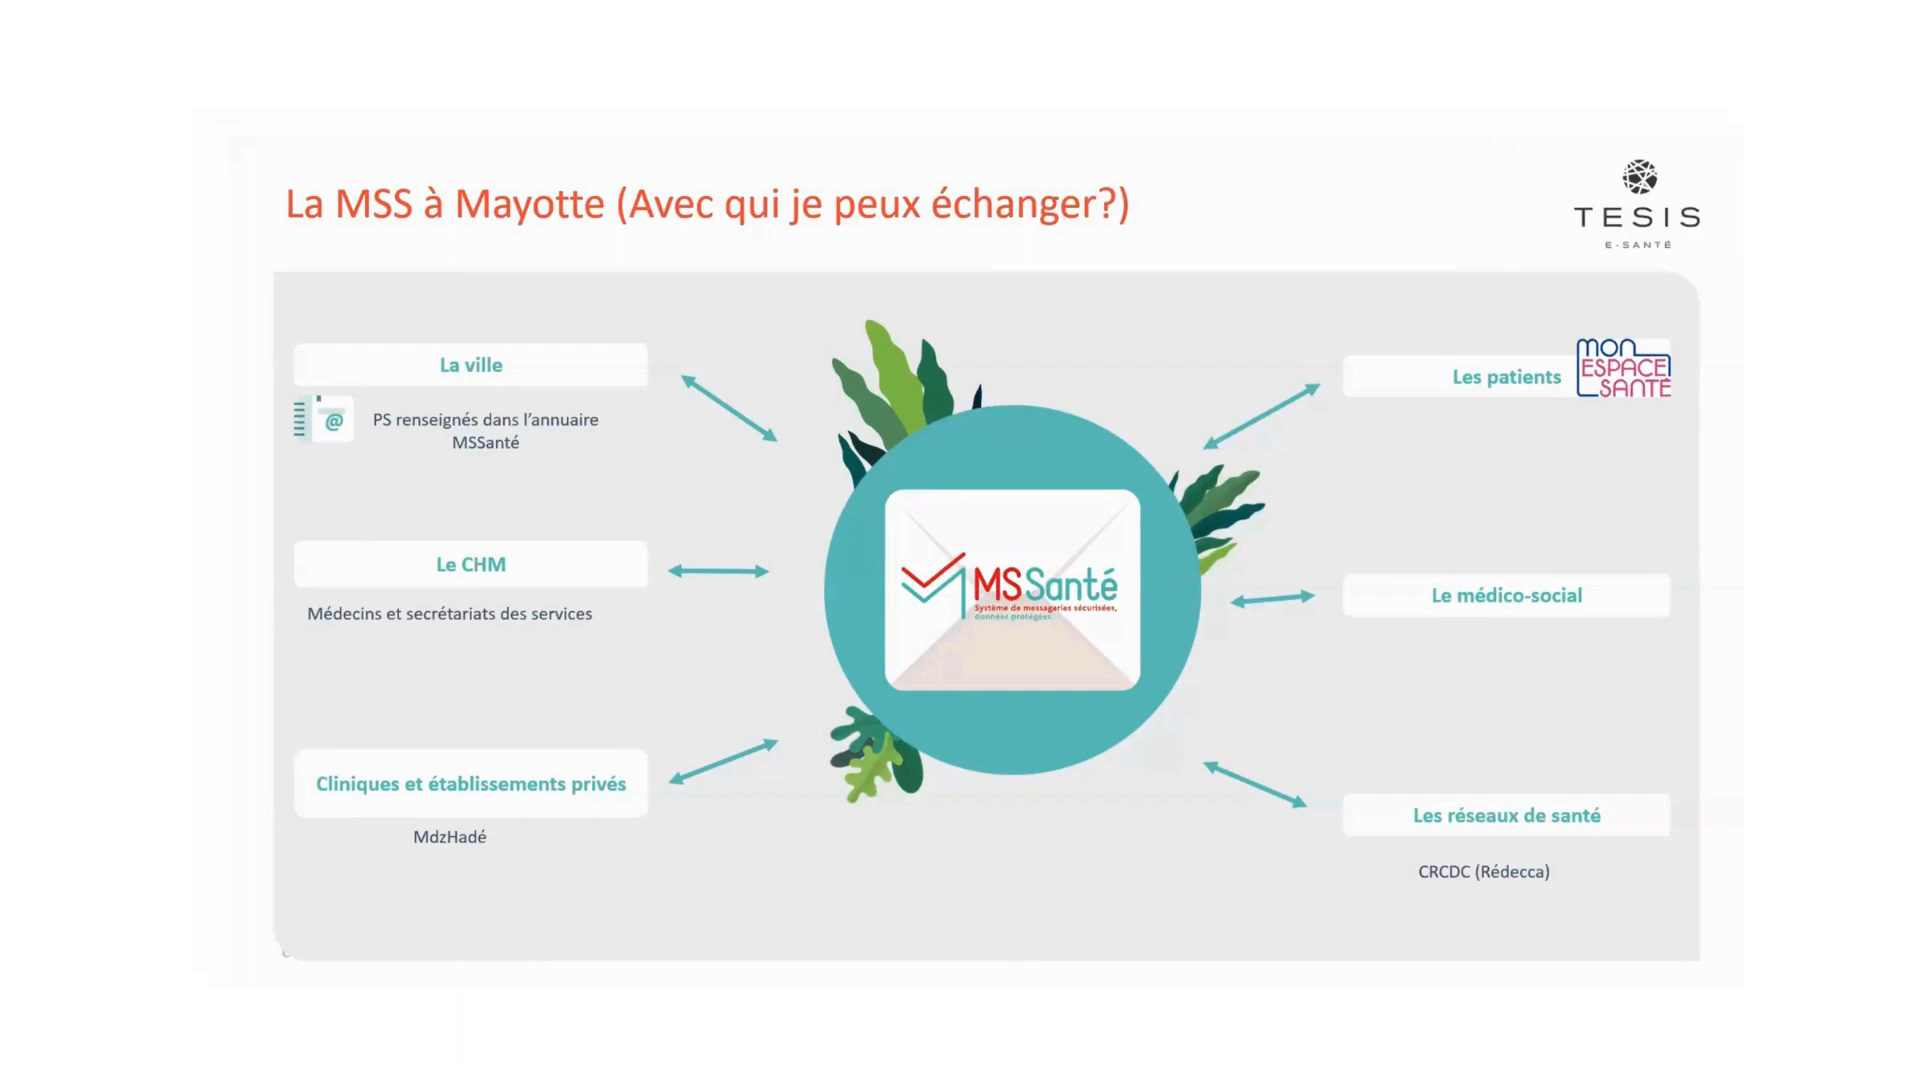 La MSS à Mayotte (Avec qui je peux échanger?)
TESIS
E-SANTÉ
La ville
PS renseignés dans l’annuaire
MSSanté
Le CHM
Médecins et secrétariats des services
Cliniques et établissements privés
MdzHadé
MSSanté
Système de messageries sécurisées,
données protégées.
Les patients
mon
ESPACE
SANTÉ
Le médico-social
Les réseaux de santé
CRCDC (Rédecca)